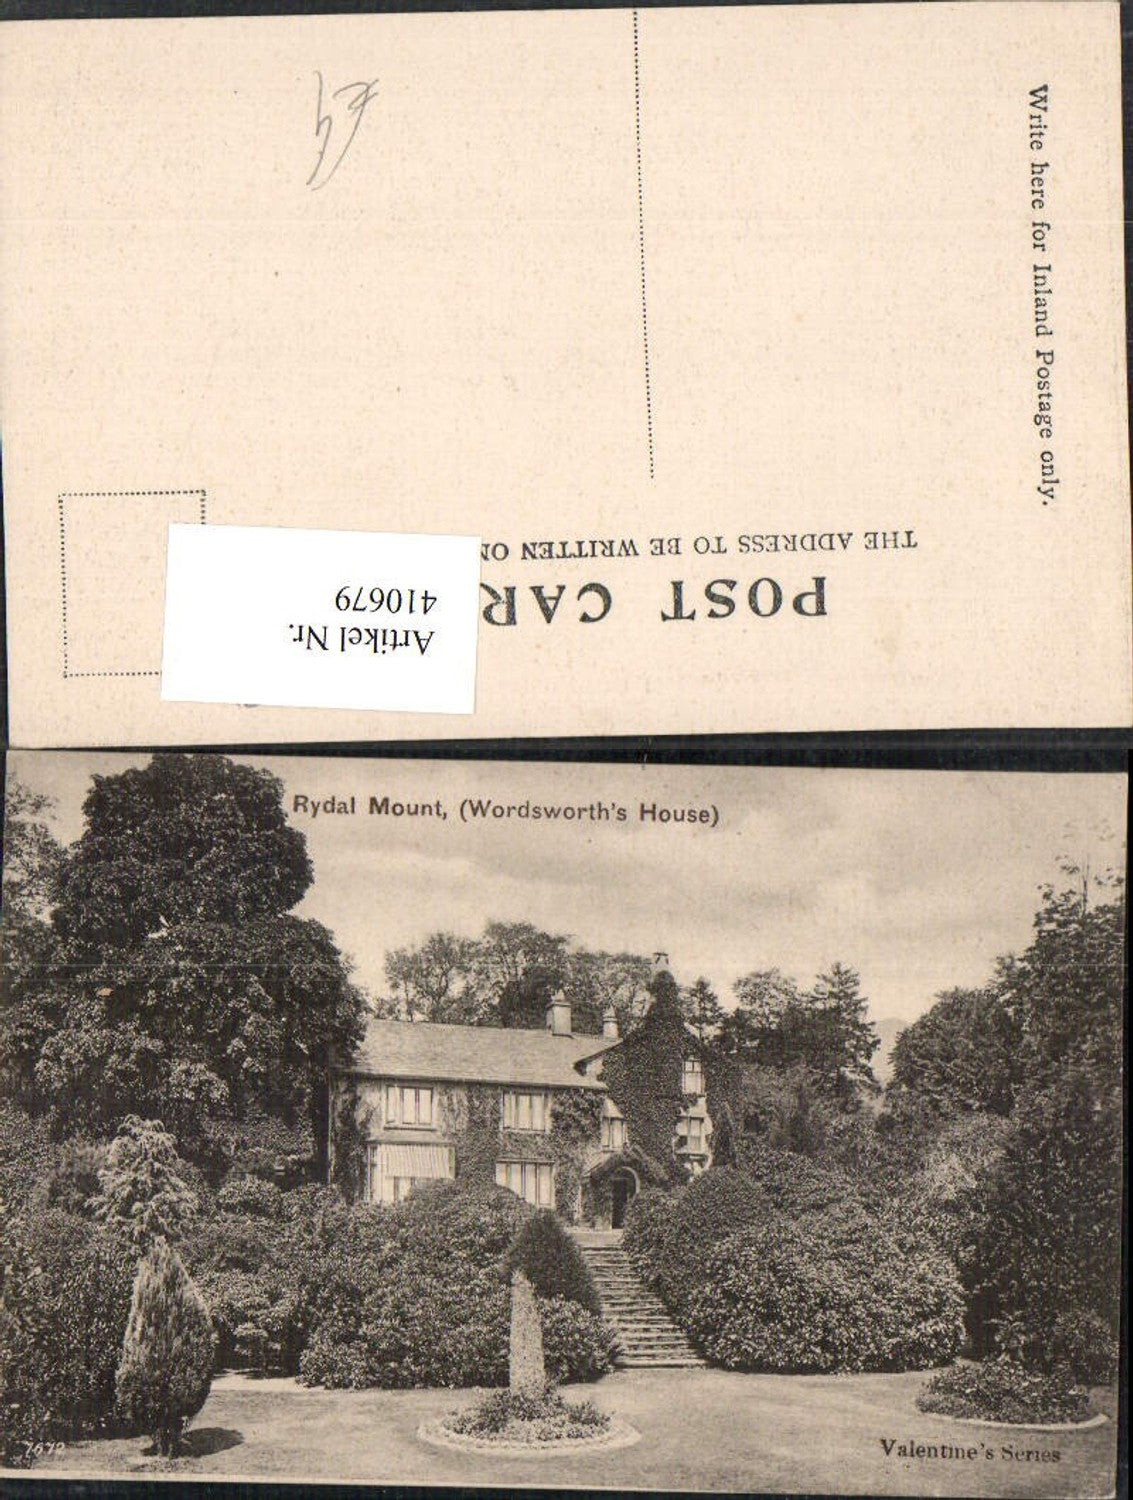 Write here for Inland Postage only.
POST CAR
THE ADDRESS TO BE WRITTEN ON
Artikel Nr.
410679
Rydal Mount, (Wordsworth's House)
7672
Valentine's Series